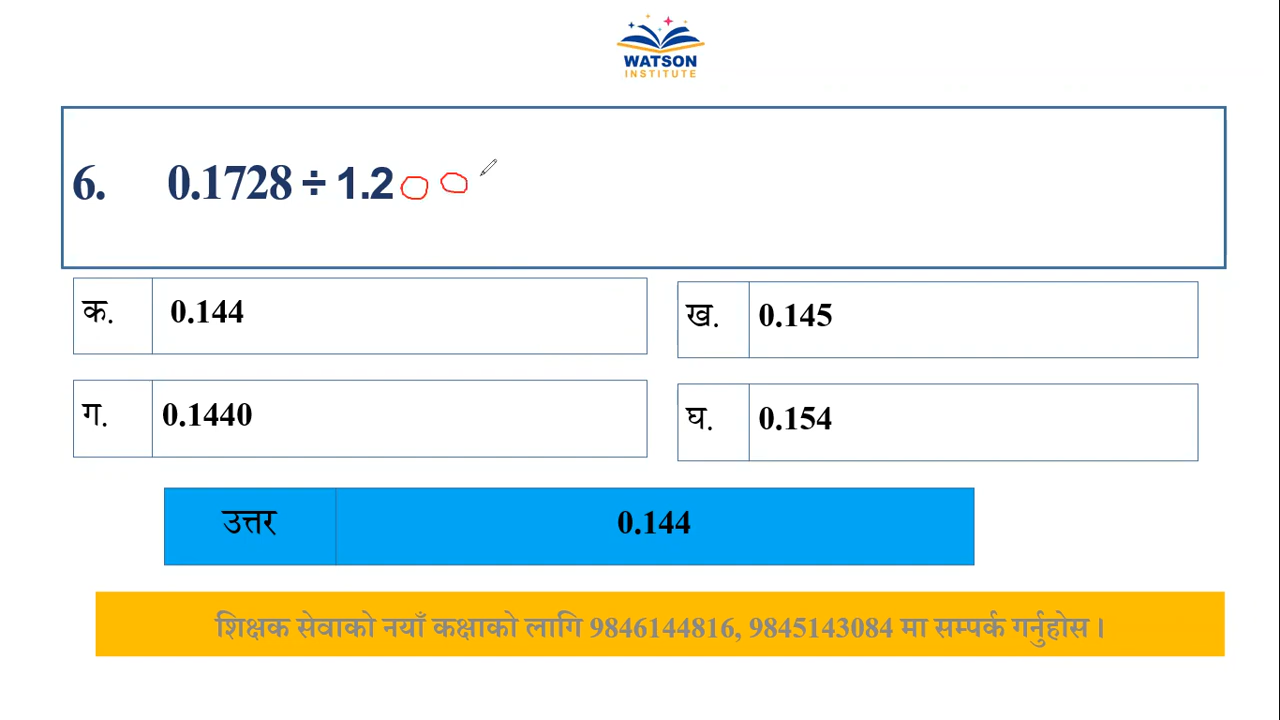 WATSON
INSTITUTE
6. 0.1728 ÷ 1.200
क. 0.144
ख. 0.145
ग. 0.1440
घ. 0.154
उत्तर 0.144
शिक्षक सेवाको नयाँ कक्षाको लागि 9846144816, 9845143084 मा सम्पर्क गर्नुहोस ।